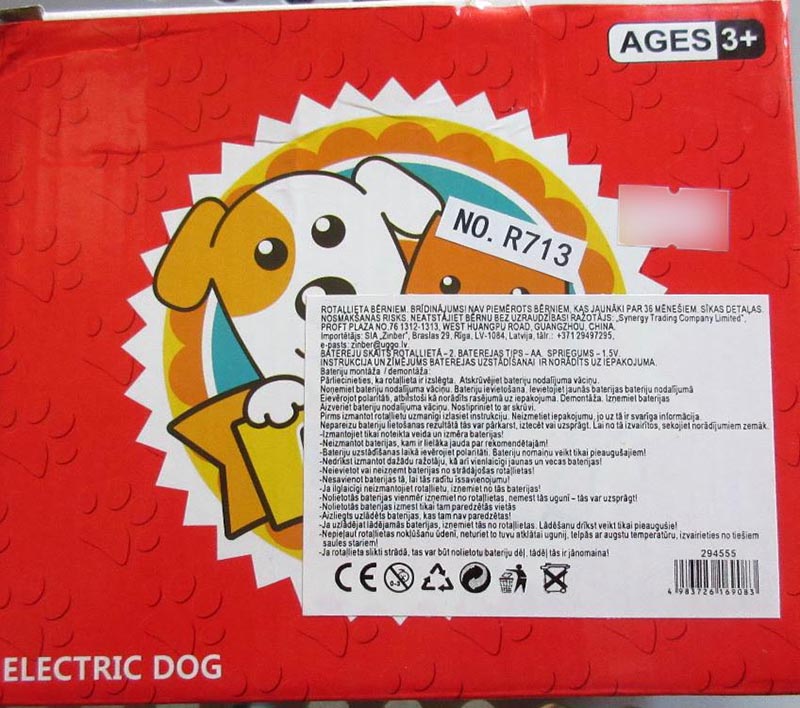 AGES 3+
NO. R713
ROTAĻLIETA BĒRNIEM. BRĪDINĀJUMS! NAV PIEMĒROTS BĒRNIEM, KAS JAUNĀKI PAR 36 MĒNEŠIEM. SĪKAS DETAĻAS.
NOSMAKŠANAS RISKS. NEATSTĀJIET BĒRNU BEZ UZRAUDZĪBAS! RAŽOTĀJS: „Synergy Trading Company Limited",
PROFT PLAZA NO.76 1312-1313, WEST HUANGPU ROAD, GUANGZHOU, CHINA.
Importētājs: SIA „Zinber", Braslas 29, Rīga, LV-1084, Latvija, tālr.: +371 29497295,
e-pasts: zinber@uggo.lv
BATEREJU SKAITS ROTAĻLIETĀ – 2. BATEREJAS TIPS – AA. SPRIEGUMS – 1.5V.
INSTRUKCIJA UN ZĪMĒJUMS BATEREJAS UZSTĀDĪŠANAI IR NORĀDĪTS UZ IEPAKOJUMA.
Bateriju montāža / demontāža:
Pārliecinieties, ka rotaļlieta ir izslēgta. Atskrūvējiet bateriju nodalījuma vāciņu.
Noņemiet bateriju nodalījuma vāciņu. Bateriju ievietošana. Ievietojiet jaunās baterijas bateriju nodalījumā
Ievērojot polaritāti, atbilstoši kā norādīts rasējumā uz iepakojuma. Demontāža. Izņemiet baterijas
Aizveriet bateriju nodalījuma vāciņu. Nostipriniet to ar skrūvi.
Pirms izmantot rotaļlietu uzmanīgi izlasiet instrukciju. Neizmetiet iepakojumu, jo uz tā ir svarīga informācija.
Nepareizu bateriju lietošanas rezultātā tās var pārkarst, iztecēt vai uzsprāgt. Lai no tā izvairītos, sekojiet norādījumiem zemāk.
-Izmantojiet tikai noteikta veida un izmēra baterijas!
-Neizmantot baterijas, kam ir lielāka jauda par rekomendētajām!
-Bateriju uzstādīšanas laikā ievērojiet polaritāti. Bateriju nomaiņu veikt tikai pieaugušajiem!
-Nedrīkst izmantot dažādu ražotāju, kā arī vienlaicīgi jaunas un vecas baterijas!
-Neievietot vai neizņemt baterijas no strādājošas rotaļlietas!
-Nesavienot baterijas tā, lai tās radītu īssavienojumu!
-Ja ilglaicīgi neizmantojiet rotaļlietu, izņemiet no tās baterijas!
-Nolietotās baterijas vienmēr izņemiet no rotaļlietas, nemest tās ugunī – tās var uzsprāgt!
-Nolietotās baterijas izmest tikai tam paredzētās vietās
-Aizliegts uzlādēts baterijas, kas tam nav paredzētas!
-Ja uzlādējat lādējamās baterijas, izņemiet tās no rotaļlietas. Lādēšanu drīkst veikt tikai pieaugušie!
-Nepieļaut rotaļlietas nokļūšanu ūdenī, neturiet to tuvu atklātai ugunij, telpās ar augstu temperatūru, izvairieties no tiešiem
saules stariem!
-Ja rotaļlieta slikti strādā, tas var būt nolietotu bateriju dēļ, tādēļ tās ir jānomaina!
CE 0-3
294555
4 983726 169083
ELECTRIC DOG